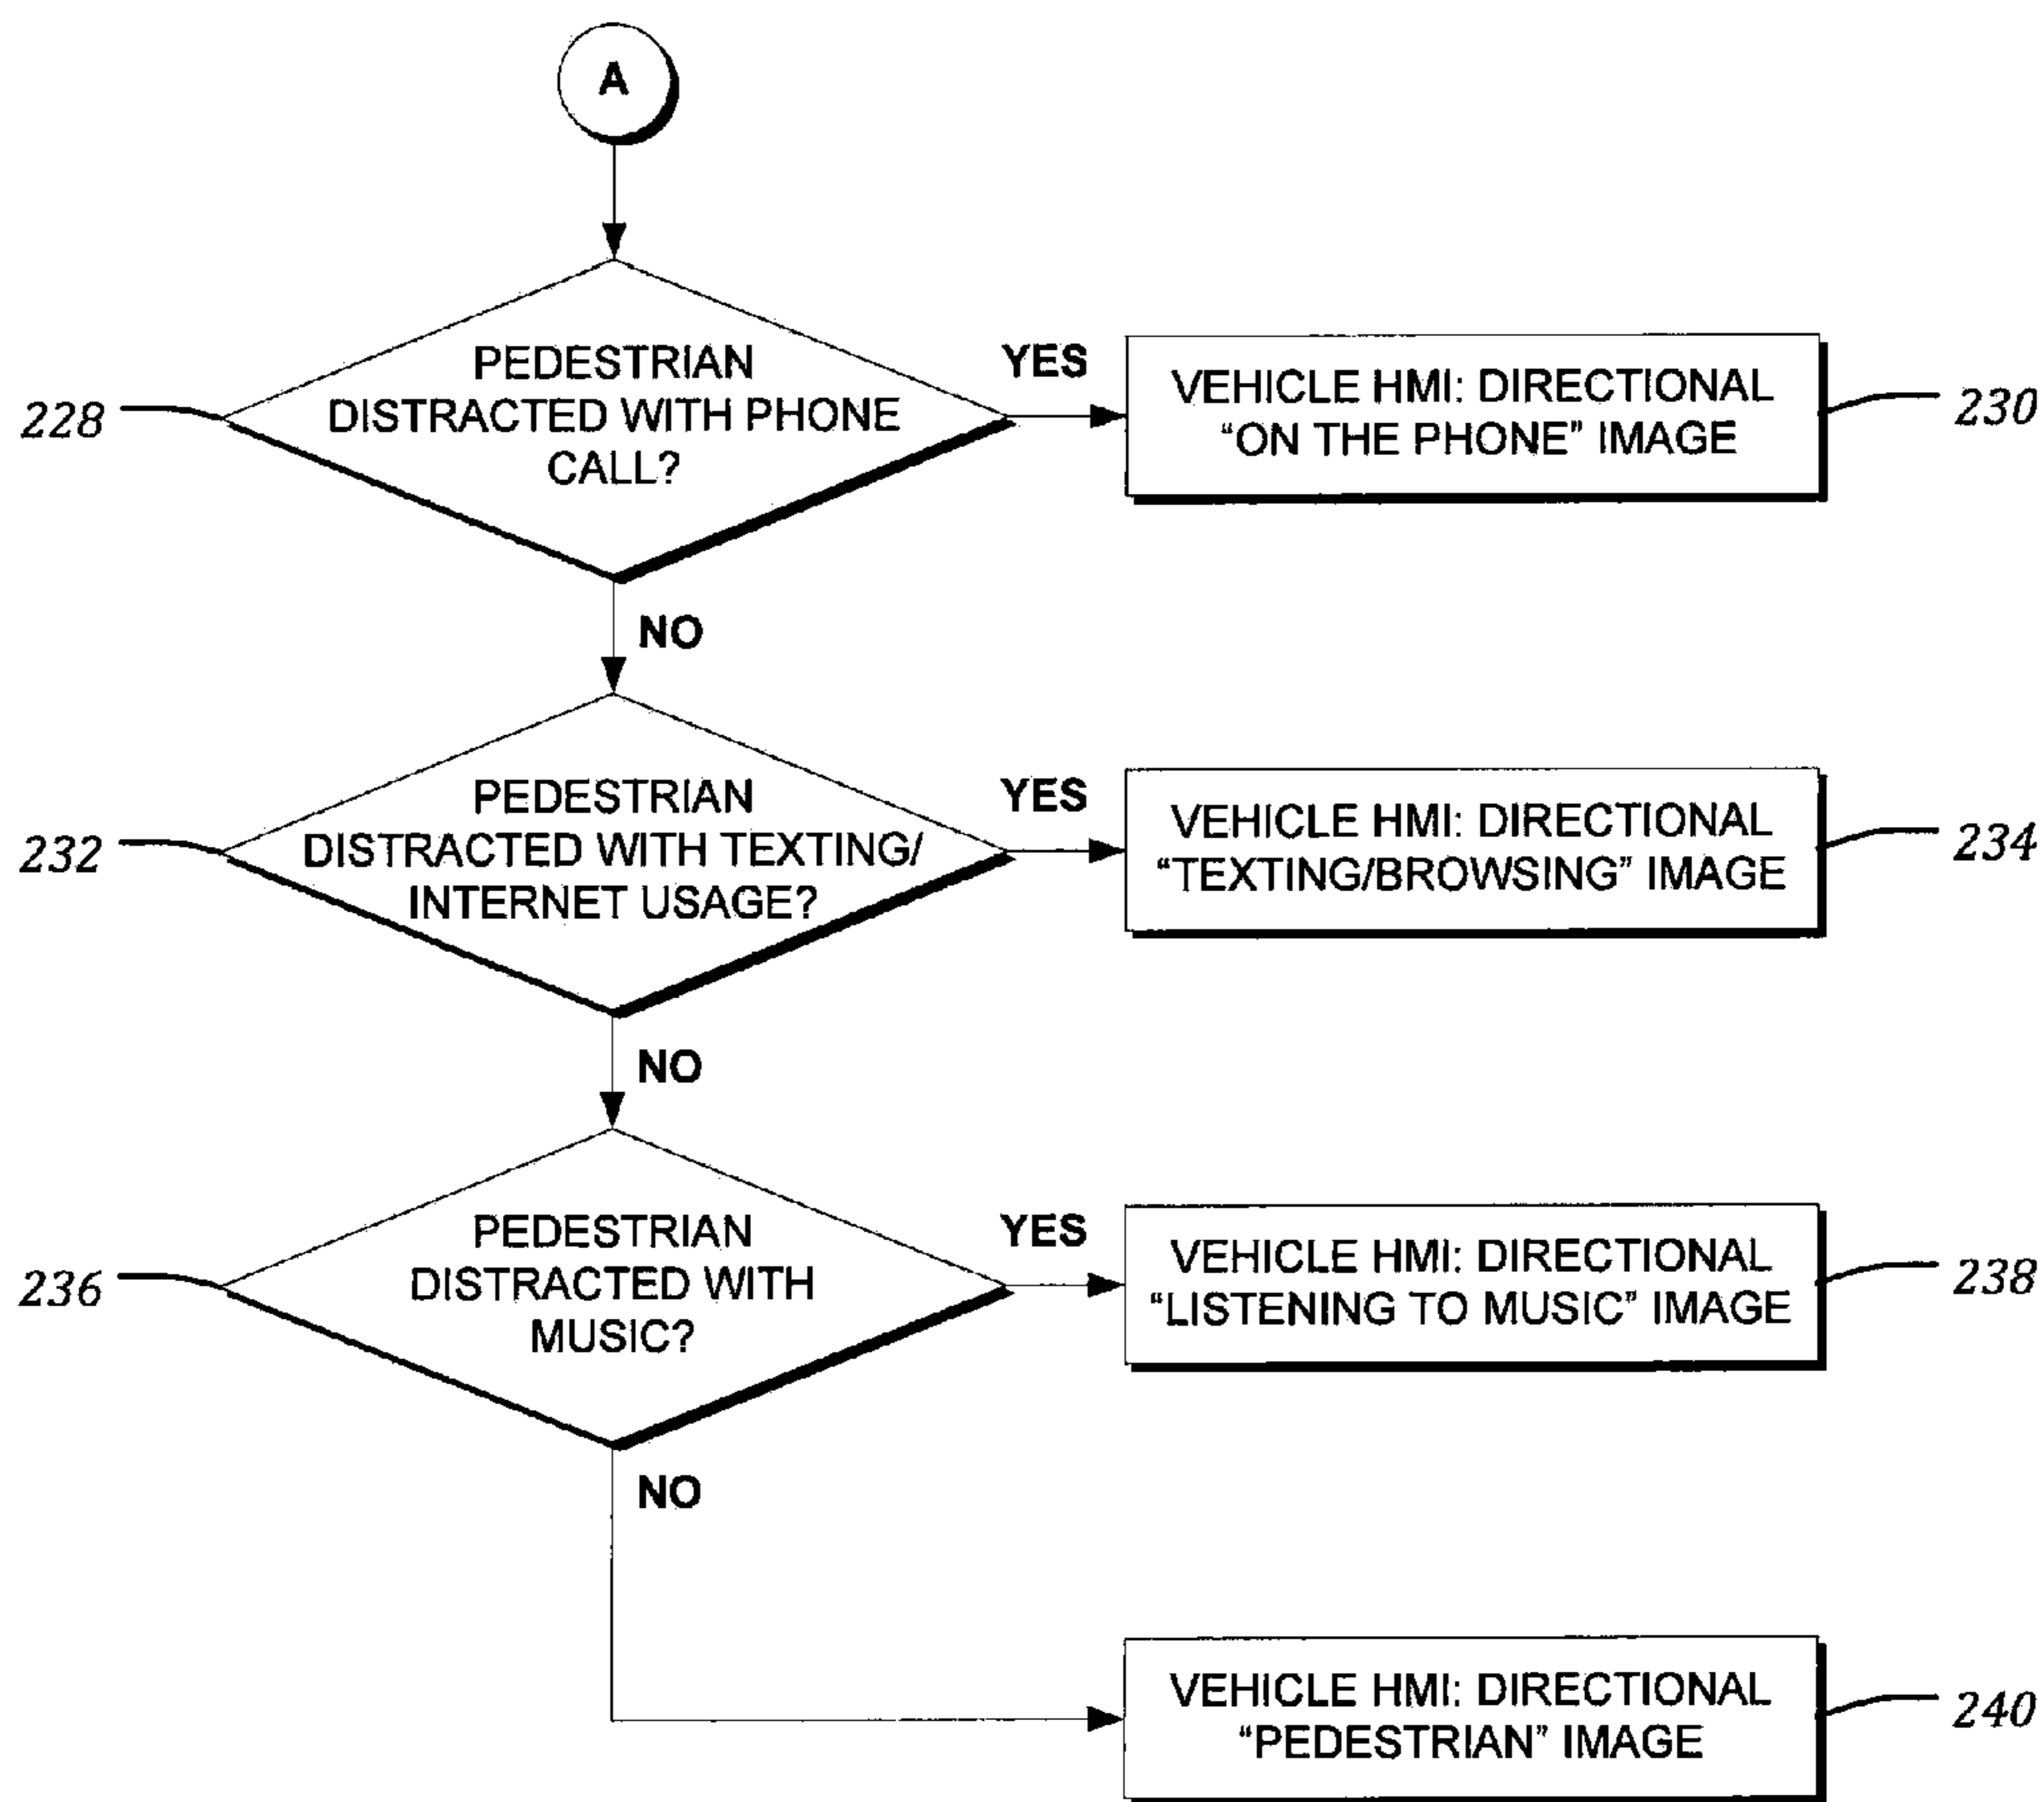 A
PEDESTRIAN
DISTRACTED WITH PHONE
CALL?
228
YES
VEHICLE HMI: DIRECTIONAL
“ON THE PHONE” IMAGE
230
NO
PEDESTRIAN
DISTRACTED WITH TEXTING/
INTERNET USAGE?
232
YES
VEHICLE HMI: DIRECTIONAL
“TEXTING/BROWSING” IMAGE
234
NO
PEDESTRIAN
DISTRACTED WITH
MUSIC?
236
YES
VEHICLE HMI: DIRECTIONAL
“LISTENING TO MUSIC” IMAGE
238
NO
VEHICLE HMI: DIRECTIONAL
“PEDESTRIAN” IMAGE
240